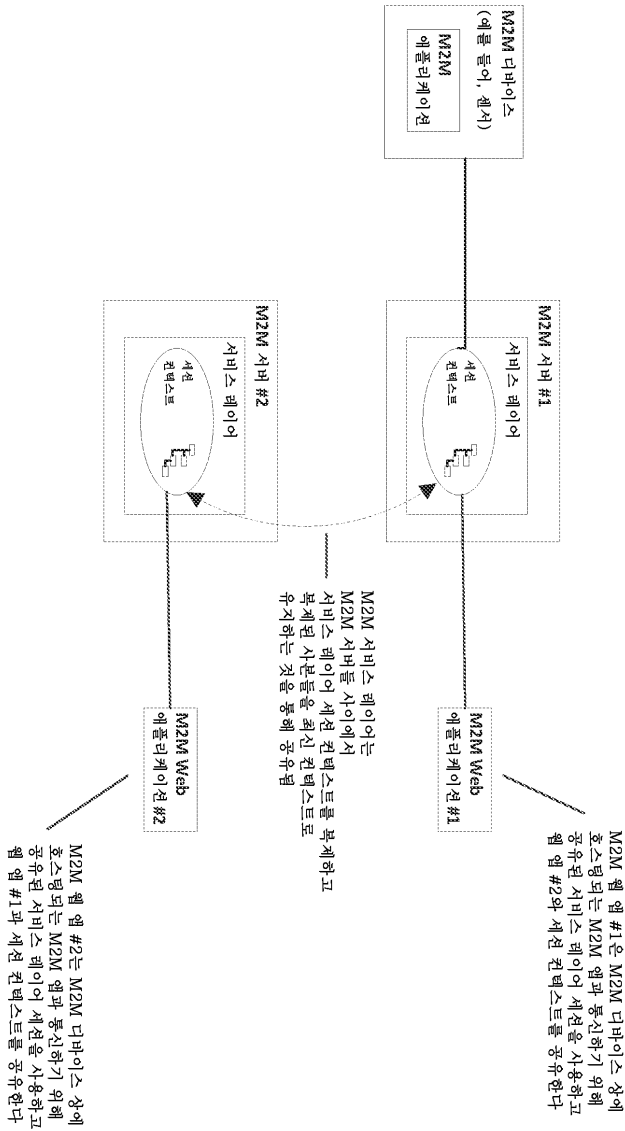 M2M 디바이스
(예를 들어, 센서)
M2M
애플리케이션
M2M 서버 #1
서비스 레이어
세션
컨텍스트
M2M Web
애플리케이션 #1
M2M 웹 앱 #1은 M2M 디바이스 상에
호스팅되는 M2M 앱과 통신하기 위해
공유된 서비스 레이어 세션을 사용하고
웹 앱 #2와 세션 컨텍스트를 공유한다
M2M 서비스 레이어는
M2M 서버들 사이에서
서비스 레이어 세션 컨텍스트를 복제하고
복제된 사본들을 최신 컨텍스트로
유지하는 것을 통해 공유됨
M2M 서버 #2
서비스 레이어
세션
컨텍스트
M2M Web
애플리케이션 #2
M2M 웹 앱 #2는 M2M 디바이스 상에
호스팅되는 M2M 앱과 통신하기 위해
공유된 서비스 레이어 세션을 사용하고
웹 앱 #1과 세션 컨텍스트를 공유한다